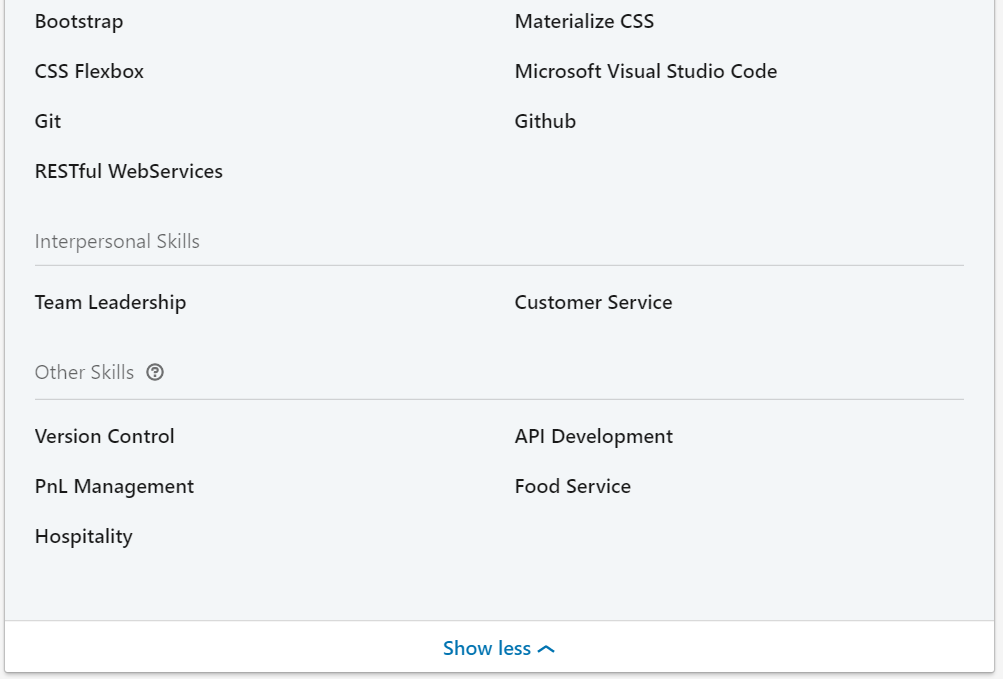 Bootstrap
Materialize CSS
CSS Flexbox
Microsoft Visual Studio Code
Git
Github
RESTful WebServices
Interpersonal Skills
Team Leadership
Customer Service
Other Skills
Version Control
API Development
PnL Management
Food Service
Hospitality
Show less